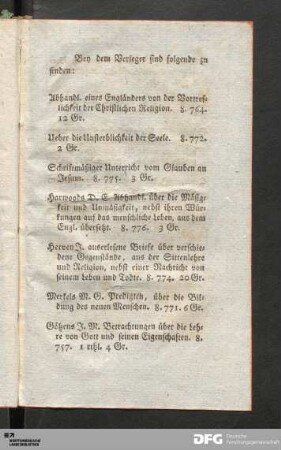 Bey dem Verleger sind folgende zu
finden:
Abhandl. eines Engländers von der Vortref-
lichkeit der Christlichen Religion. 8. 764.
12 Gr.
Ueber die Unsterblichkeit der Seele. 8. 772.
2 Gr.
Schriftmäßiger Unterricht vom Glauben an
Jesum. 8. 775. 3 Gr.
Harwoods D. E. Abhandl. über die Mäßig-
keit und Unmäßigkeit, nebst ihren Wür-
kungen auf das menschliche Leben, aus dem
Engl. übersetzt. 8. 776. 3 Gr.
Hervey J. auserlesene Briefe über verschie-
dene Gegenstände, aus der Sittenlehre
und Religion, nebst einer Nachricht von
seinem Leben und Tode. 8. 774. 20 Gr.
Merkels M. G. Predigten, über die Bil-
dung des neuen Menschen. 8. 771. 6 Gr.
Götzens J. M. Betrachtungen über die Leh-
re von Gott und seinen Eigenschaften. 8.
757. 1 rthl. 4 Gr.
DFG Deutsche
Forschungsgemeinschaft